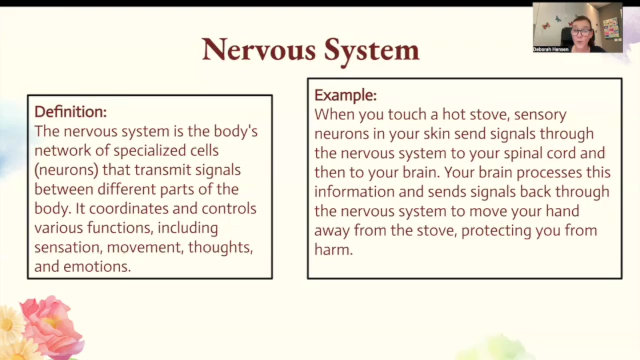 Nervous System
Deborah Hansen
Definition:
The nervous system is the body's
network of specialized cells
(neurons) that transmit signals
between different parts of the
body. It coordinates and controls
various functions, including
sensation, movement, thoughts,
and emotions.
Example:
When you touch a hot stove, sensory
neurons in your skin send signals through
the nervous system to your spinal cord and
then to your brain. Your brain processes this
information and sends signals back through
the nervous system to move your hand
away from the stove, protecting you from
harm.